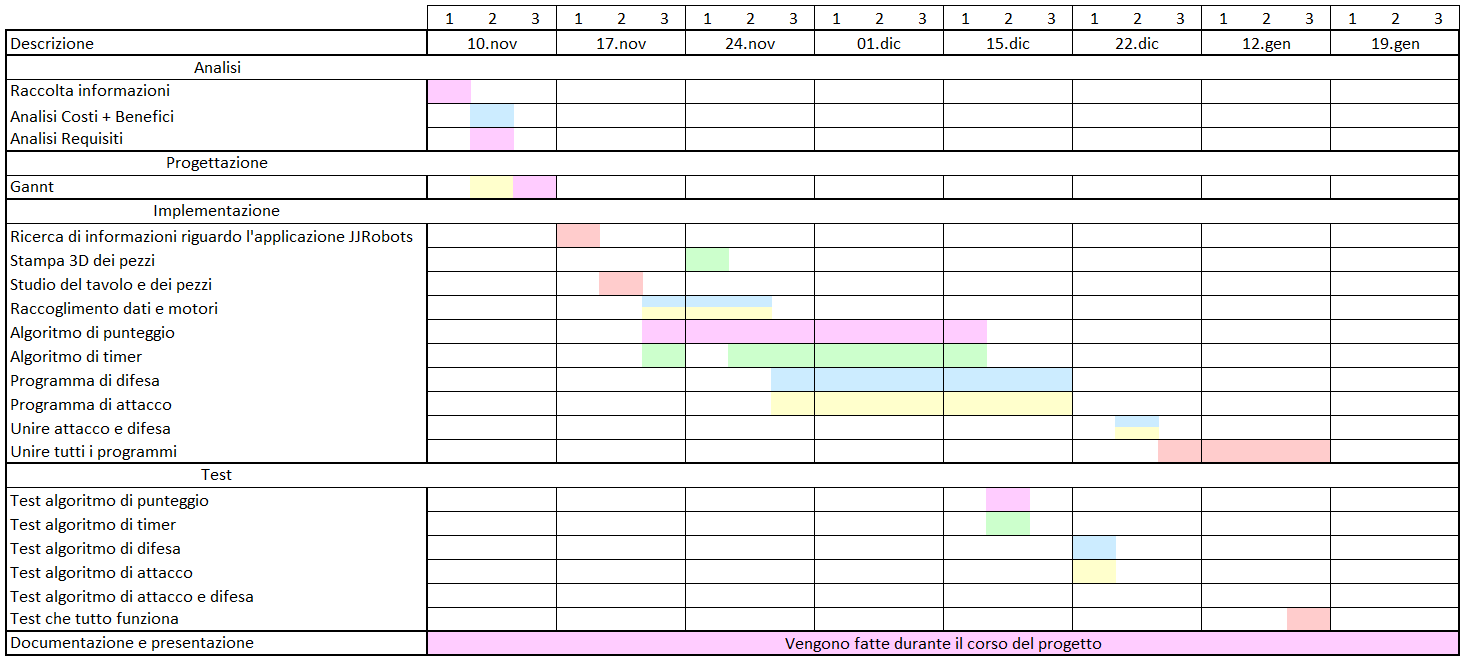 1 2 3 1 2 3 1 2 3 1 2 3 1 2 3 1 2 3 1 2 3 1 2 3
Descrizione 10.nov 17.nov 24.nov 01.dic 15.dic 22.dic 12.gen 19.gen
Analisi
Raccolta informazioni
Analisi Costi + Benefici
Analisi Requisiti
Progettazione
Gannt
Implementazione
Ricerca di informazioni riguardo l'applicazione JJRobots
Stampa 3D dei pezzi
Studio del tavolo e dei pezzi
Raccoglimento dati e motori
Algoritmo di punteggio
Algoritmo di timer
Programma di difesa
Programma di attacco
Unire attacco e difesa
Unire tutti i programmi
Test
Test algoritmo di punteggio
Test algoritmo di timer
Test algoritmo di difesa
Test algoritmo di attacco
Test algoritmo di attacco e difesa
Test che tutto funziona
Documentazione e presentazione Vengono fatte durante il corso del progetto